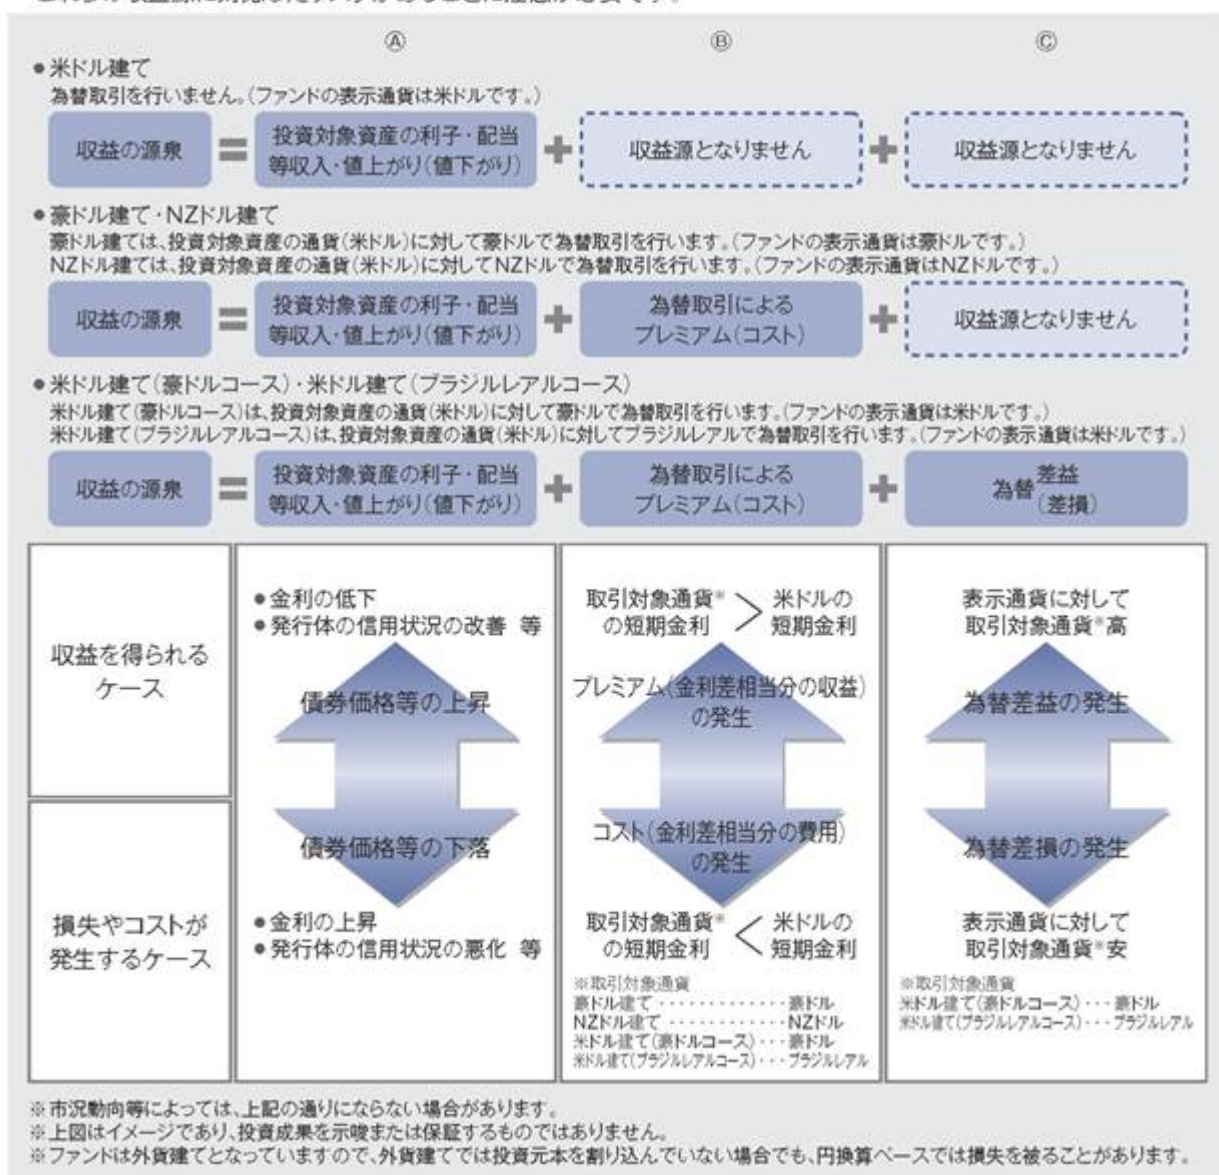 Ⓐ Ⓑ Ⓒ
●米ドル建て
為替取引を行いません。(ファンドの表示通貨は米ドルです。)
収益の源泉 = 投資対象資産の利子・配当 + 収益源となりません + 収益源となりません
等収入・値上がり(値下がり)
●豪ドル建て・NZドル建て
豪ドル建ては、投資対象資産の通貨(米ドル)に対して豪ドルで為替取引を行います。(ファンドの表示通貨は豪ドルです。)
NZドル建ては、投資対象資産の通貨(米ドル)に対してNZドルで為替取引を行います。(ファンドの表示通貨はNZドルです。)
収益の源泉 = 投資対象資産の利子・配当 + 為替取引による + 収益源となりません
等収入・値上がり(値下がり) プレミアム(コスト)
●米ドル建て(豪ドルコース)・米ドル建て(ブラジルレアルコース)
米ドル建て(豪ドルコース)は、投資対象資産の通貨(米ドル)に対して豪ドルで為替取引を行います。(ファンドの表示通貨は米ドルです。)
米ドル建て(ブラジルレアルコース)は、投資対象資産の通貨(米ドル)に対してブラジルレアルで為替取引を行います。(ファンドの表示通貨は米ドルです。)
収益の源泉 = 投資対象資産の利子・配当 + 為替取引による + 為替 差益
等収入・値上がり(値下がり) プレミアム(コスト) (差損)
収益を得られる
ケース
●金利の低下
●発行体の信用状況の改善 等
債券価格等の上昇
取引対象通貨※ > 米ドルの
の短期金利 短期金利
プレミアム(金利差相当分の収益)
の発生
表示通貨に対して
取引対象通貨※高
為替差益の発生
損失やコストが
発生するケース
債券価格等の下落
●金利の上昇
●発行体の信用状況の悪化 等
コスト(金利差相当分の費用)
の発生
取引対象通貨※ < 米ドルの
の短期金利 短期金利
※取引対象通貨
豪ドル建て・・・・・・・・・・・・・豪ドル
NZドル建て・・・・・・・・・・・・NZドル
米ドル建て(豪ドルコース)・・・豪ドル
米ドル建て(ブラジルレアルコース)・・・ブラジルレアル
為替差損の発生
表示通貨に対して
取引対象通貨※安
※取引対象通貨
米ドル建て(豪ドルコース)・・・豪ドル
米ドル建て(ブラジルレアルコース)・・・ブラジルレアル
※市況動向等によっては、上記の通りにならない場合があります。
※上図はイメージであり、投資成果を示唆または保証するものではありません。
※ファンドは外貨建てとなっていますので、外貨建てでは投資元本を割り込んでいない場合でも、円換算ベースでは損失を被ることがあります。